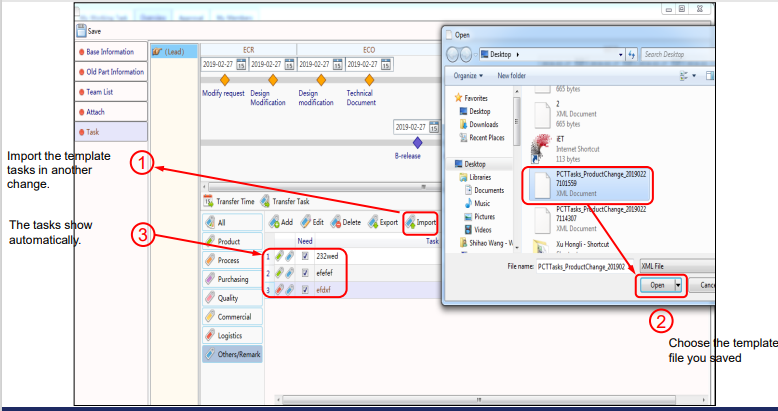 Save
Base Information
Old Part Information
Team List
Attach
Task
(Lead)
ECR
ECO
2019-02-27 15 2019-02-27 15 2019-02-27 15 2019-02-27 15
Modify request
Design
Modification
Design
modification
Technical
Document
2019-02-27 15
B-release
Transfer Time
Transfer Task
All
Product
Process
Purchasing
Quality
Commercial
Logistics
Others/Remark
Add
Edit
Delete
Export
Import
Need
Task
1 232wed
2 efefef
3 efdxf
Open
Desktop
Search Desktop
Organize
New folder
Favorites
Desktop
Downloads
Recent Places
Desktop
Libraries
Documents
Music
Pictures
Videos
Shihao Wang - W
665 bytes
2
XML Document
665 bytes
iET
Internet Shortcut
113 bytes
PCTTasks_ProductChange_2019022
7101559
XML Document
PCTTasks_ProductChange_2019022
7114307
XML Document
Xu Hongli - Shortcut
File name:
PCTTasks_ProductChange_201902
XML File
Open
Canc
Import the template
tasks in another
change.
1
The tasks show
automatically.
3
2
Choose the template
file you saved